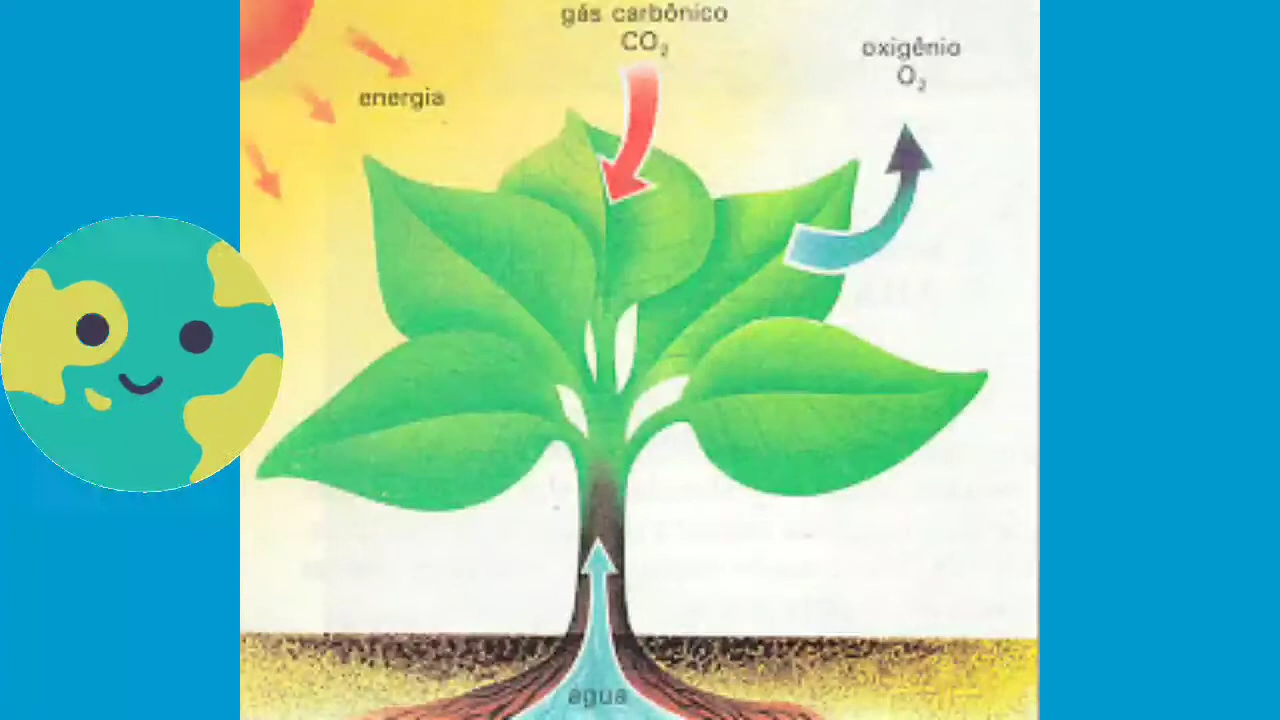 gás carbônico
CO₂
oxigênio
O₂
energia
água